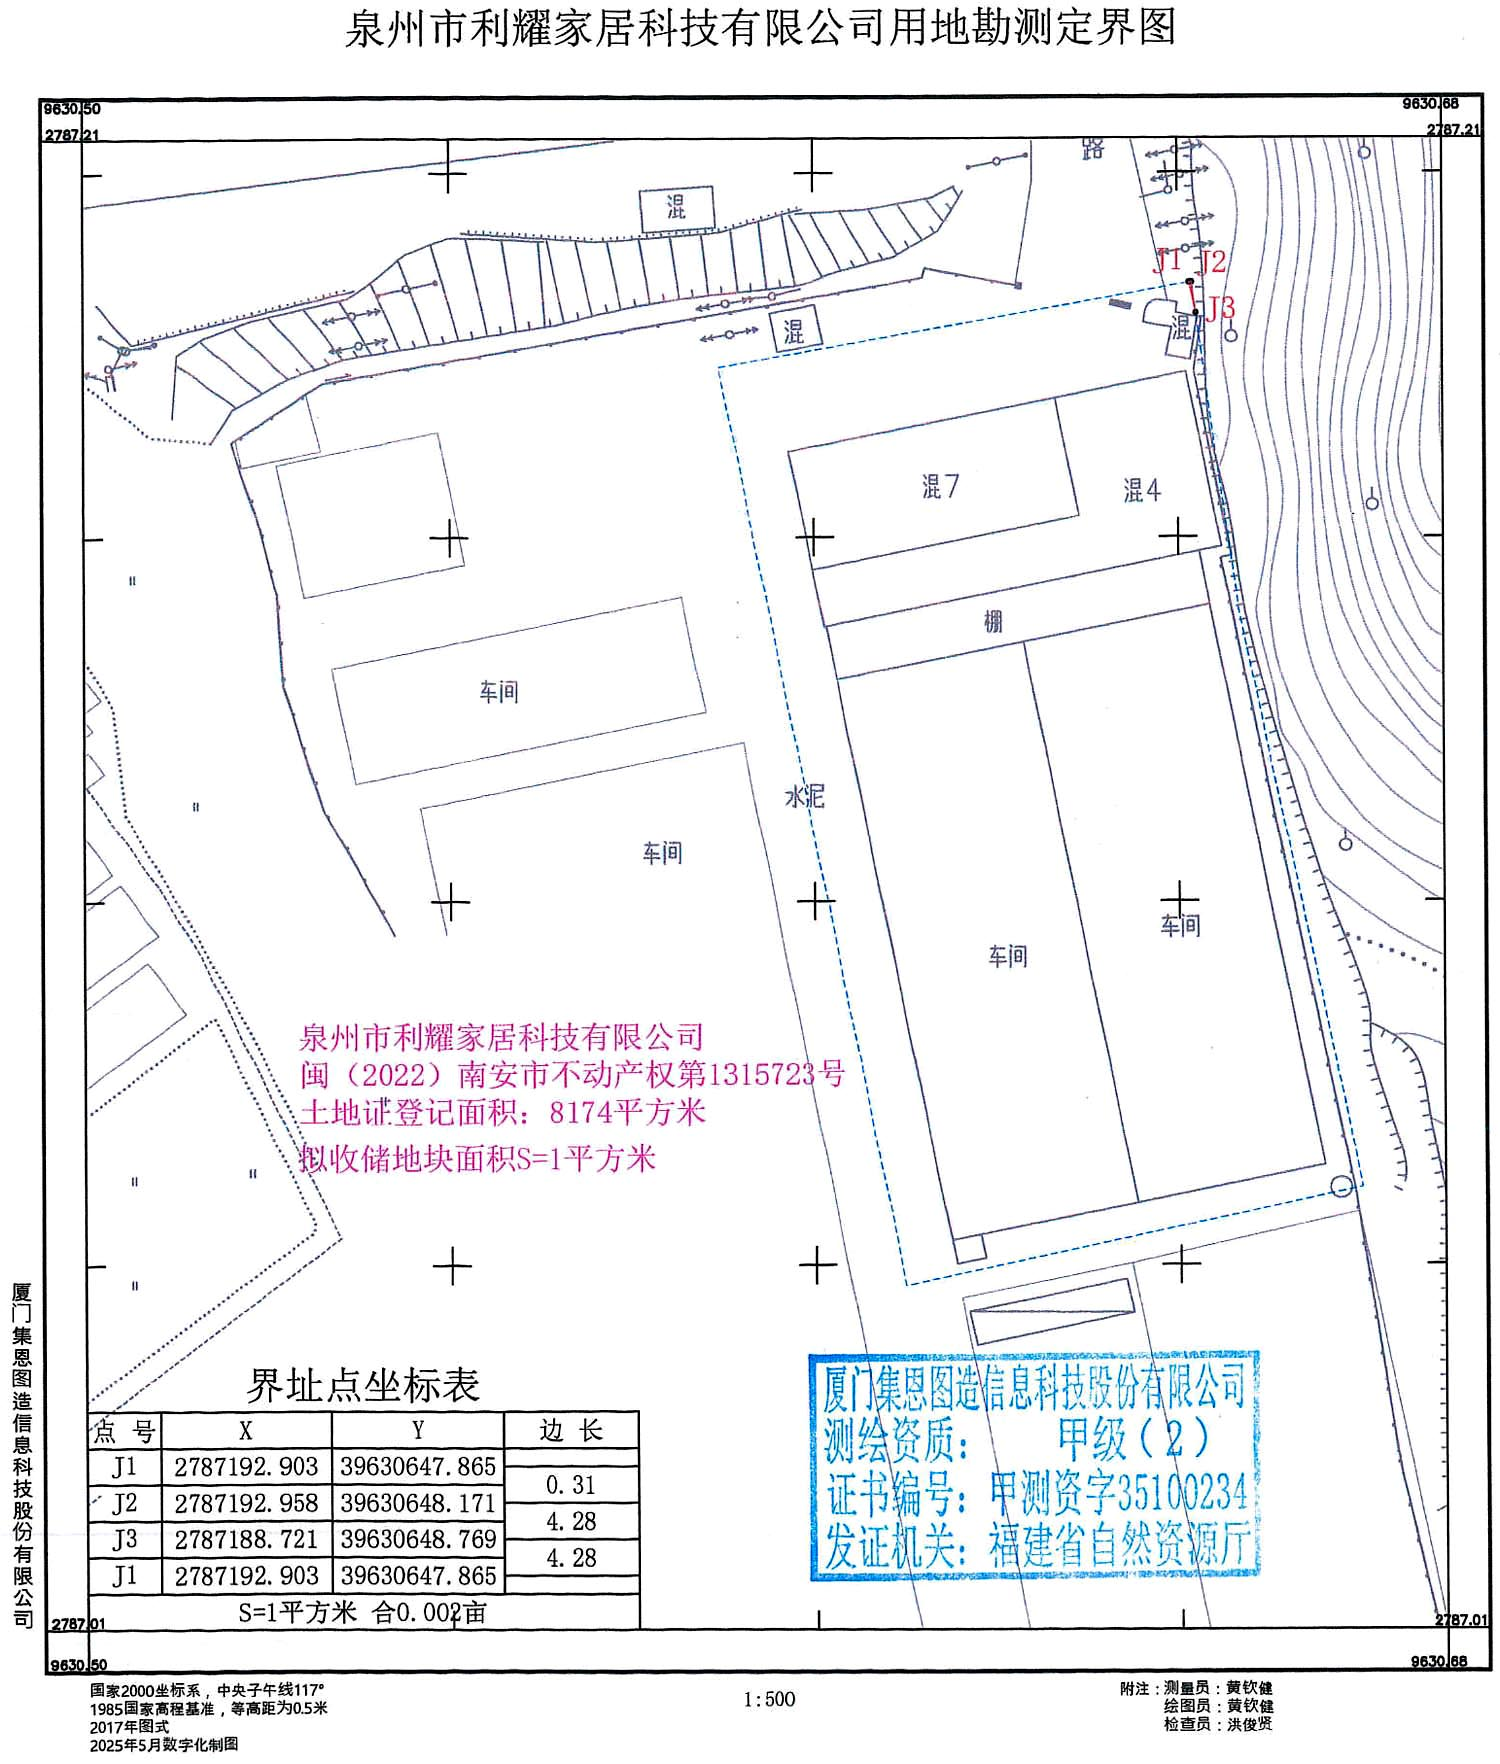 泉州市利耀家居科技有限公司用地勘测定界图
9630.50
9630.68
2787.21
2787.21
路
混
J1
J2
J3
混
混
混7
混4
棚
车间
水泥
车间
车间
车间
泉州市利耀家居科技有限公司
闽（2022）南安市不动产权第1315723号
土地证登记面积：8174平方米
拟收储地块面积S=1平方米
厦门集恩图造信息科技股份有限公司
界址点坐标表
点 号 X Y 边 长
J1 2787192.903 39630647.865
0.31
J2 2787192.958 39630648.171
4.28
J3 2787188.721 39630648.769
4.28
J1 2787192.903 39630647.865
S=1平方米 合0.002亩
厦门集恩图造信息科技股份有限公司
测绘资质： 甲级（2）
证书编号：甲测资字35100234
发证机关：福建省自然资源厅
2787.01
2787.01
9630.50
9630.68
国家2000坐标系，中央子午线117°
1985国家高程基准，等高距为0.5米
2017年图式
2025年5月数字化制图
1:500
附注：测量员：黄钦健
绘图员：黄钦健
检查员：洪俊贤